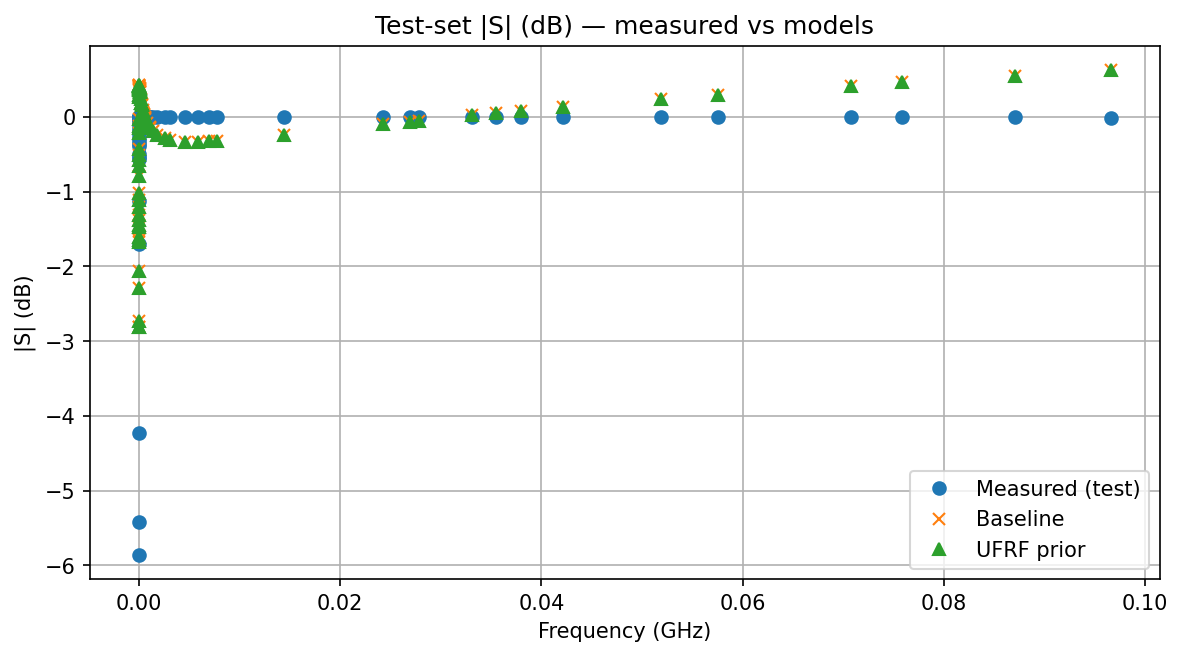 Test-set |S| (dB) — measured vs models
|S| (dB)
0
−1
−2
−3
−4
−5
−6
Measured (test)
Baseline
UFRF prior
0.00 0.02 0.04 0.06 0.08 0.10
Frequency (GHz)